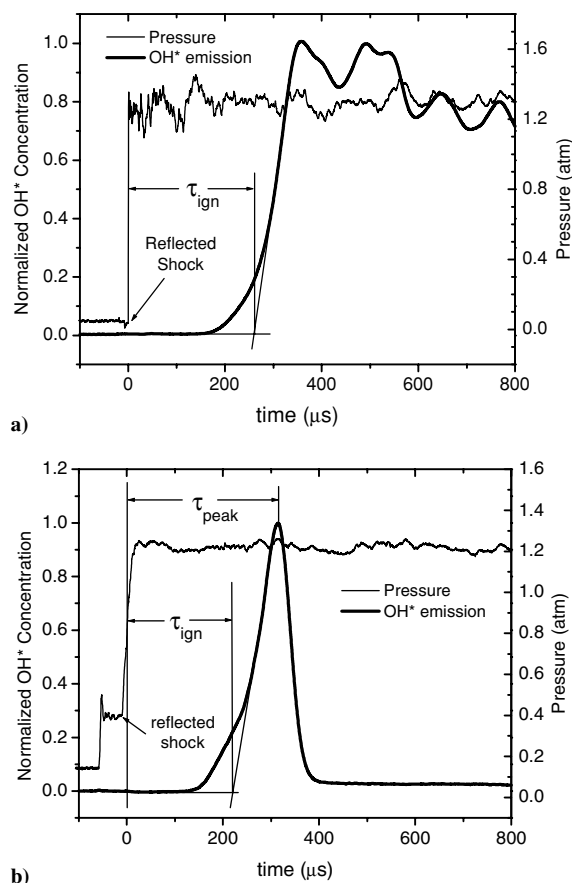 Pressure
OH* emission
Normalized OH* Concentration
1.0
0.8
0.6
0.4
0.2
0.0
τign
Reflected
Shock
1.6
1.2
0.8
0.4
0.0
Pressure (atm)
0 200 400 600 800
time (μs)
a)
Normalized OH* Concentration
1.2
1.0
0.8
0.6
0.4
0.2
0.0
τpeak
τign
reflected
shock
Pressure
OH* emission
1.6
1.4
1.2
1.0
0.8
0.6
0.4
0.2
0.0
Pressure (atm)
0 200 400 600 800
time (μs)
b)